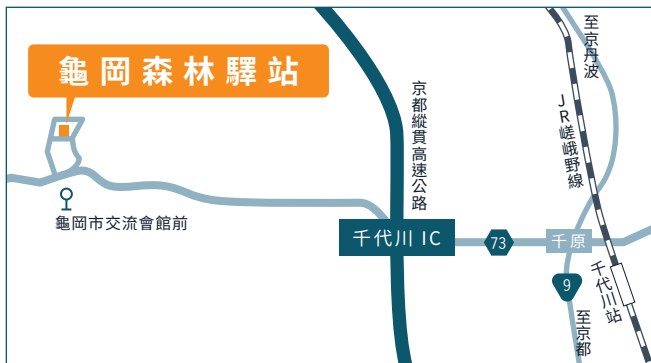 龜岡森林驛站
龜岡市交流會館前
京都縱貫高速公路
千代川 IC
73
千原
9
至京丹波
JR嵯峨野線
千代川站
至京都